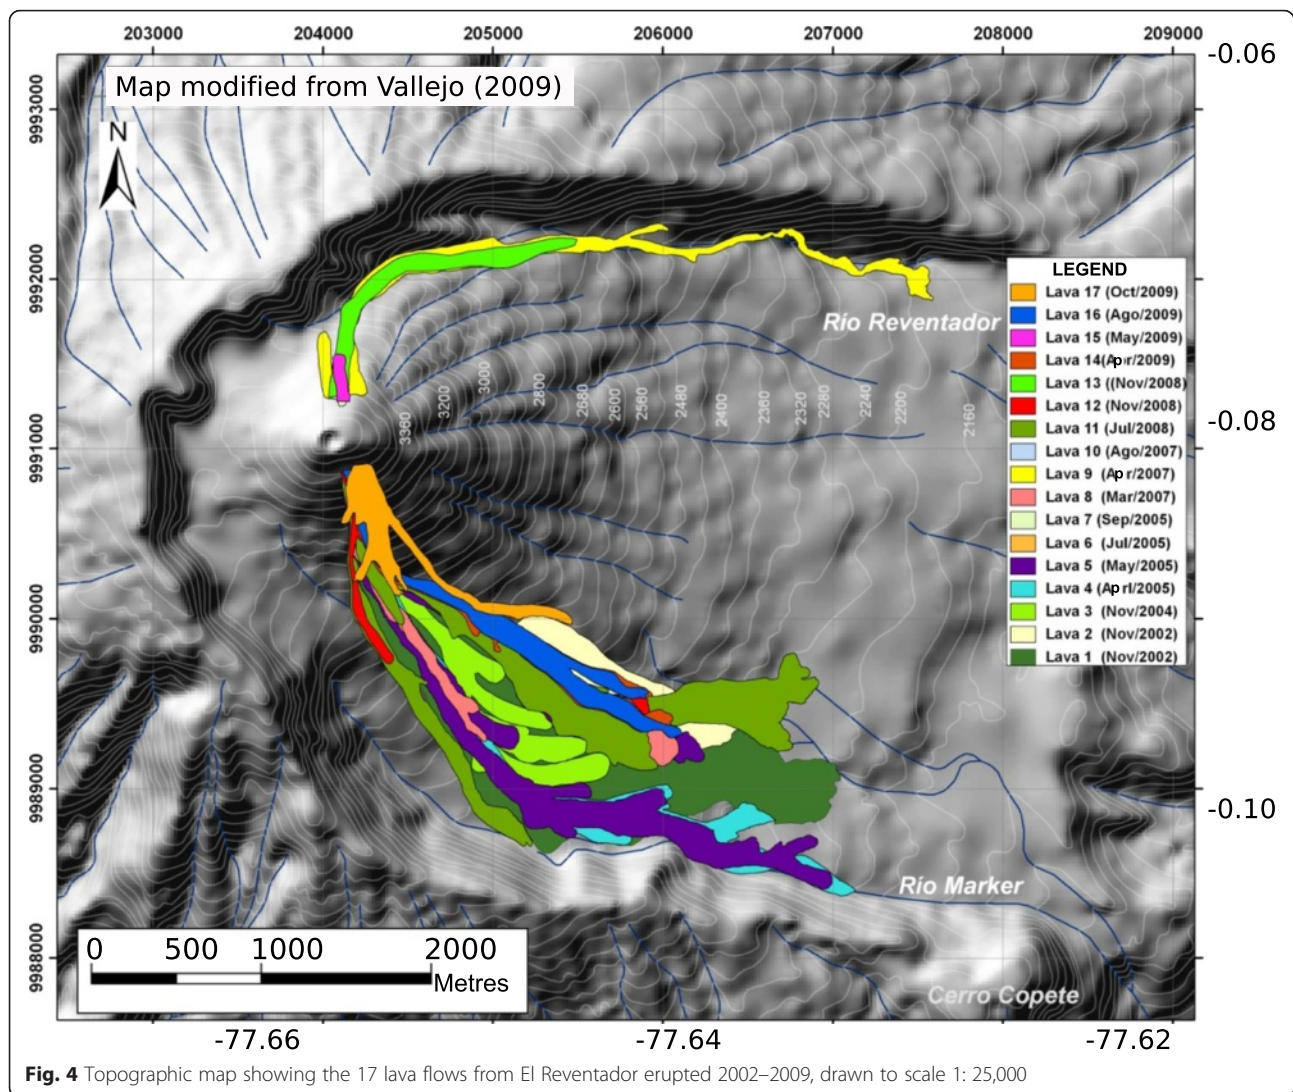 203000 204000 205000 206000 207000 208000 209000
-0.06
Map modified from Vallejo (2009)
9993000
N
9992000
LEGEND
Lava 17 (Oct/2009)
Lava 16 (Ago/2009)
Lava 15 (May/2009)
Lava 14(Apr/2009)
Lava 13 ((Nov/2008)
Lava 12 (Nov/2008)
Lava 11 (Jul/2008)
Lava 10 (Ago/2007)
Lava 9 (Apr/2007)
Lava 8 (Mar/2007)
Lava 7 (Sep/2005)
Lava 6 (Jul/2005)
Lava 5 (May/2005)
Lava 4 (Aprl/2005)
Lava 3 (Nov/2004)
Lava 2 (Nov/2002)
Lava 1 (Nov/2002)
Río Reventador
3360 3200 3000 2800 2680 2600 2560 2480 2400 2360 2320 2280 2240 2200 2160
-0.08
9991000
9990000
9989000
-0.10
Río Marker
9988000
0 500 1000 2000
Metres
Cerro Copete
-77.66 -77.64 -77.62
Fig. 4 Topographic map showing the 17 lava flows from El Reventador erupted 2002–2009, drawn to scale 1: 25,000